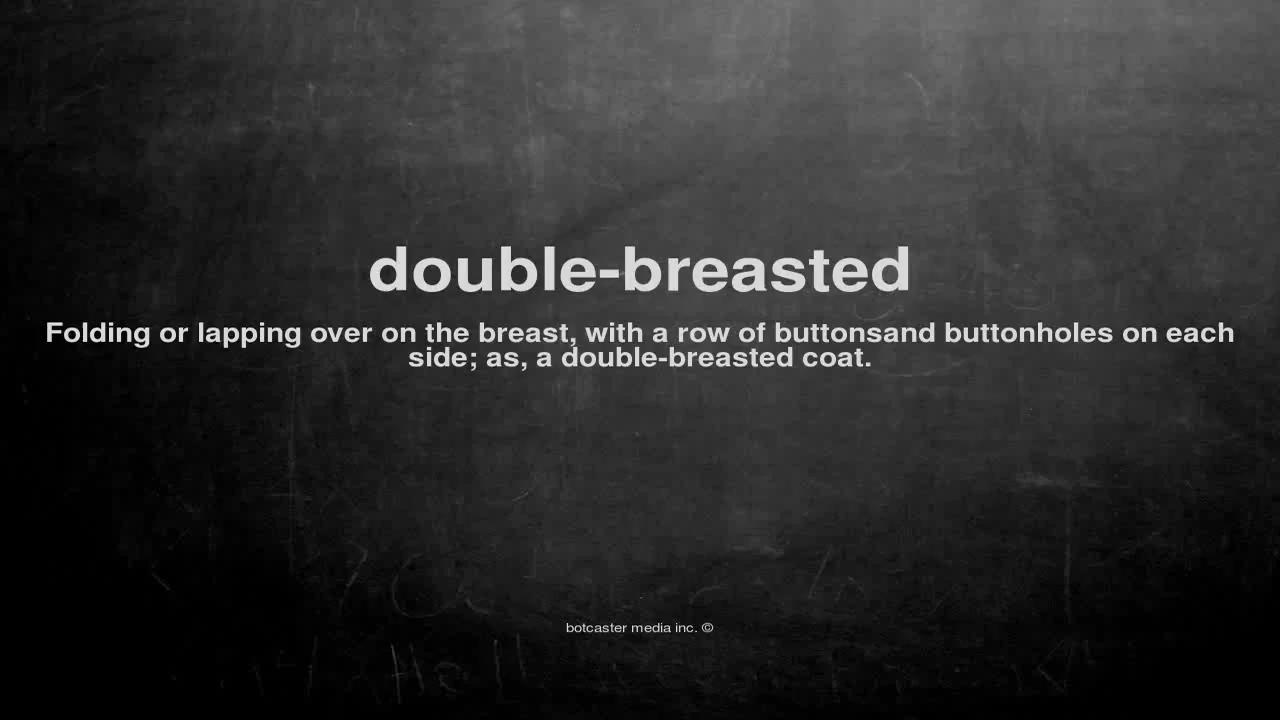 double-breasted
Folding or lapping over on the breast, with a row of buttonsand buttonholes on each
side; as, a double-breasted coat.
botcaster media inc. ©